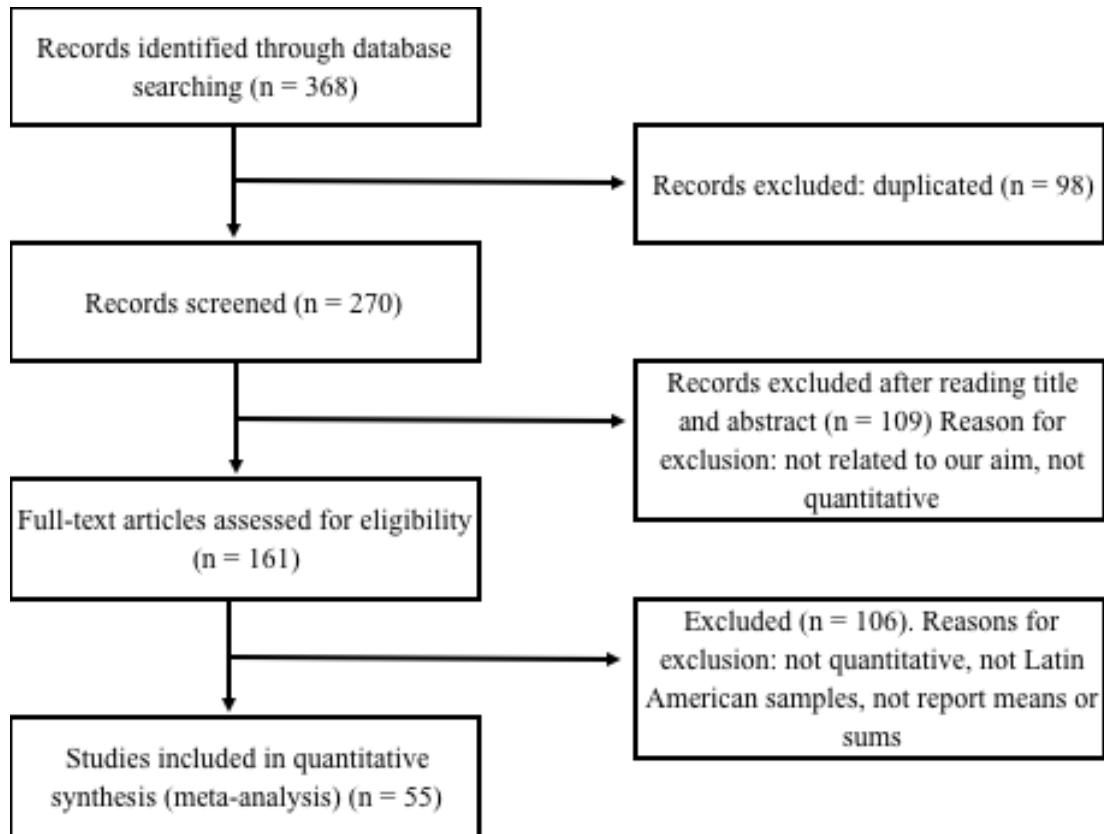 Records identified through database
searching (n = 368)
Records excluded: duplicated (n = 98)
Records screened (n = 270)
Records excluded after reading title
and abstract (n = 109) Reason for
exclusion: not related to our aim, not
quantitative
Full-text articles assessed for eligibility
(n = 161)
Excluded (n = 106). Reasons for
exclusion: not quantitative, not Latin
American samples, not report means or
sums
Studies included in quantitative
synthesis (meta-analysis) (n = 55)